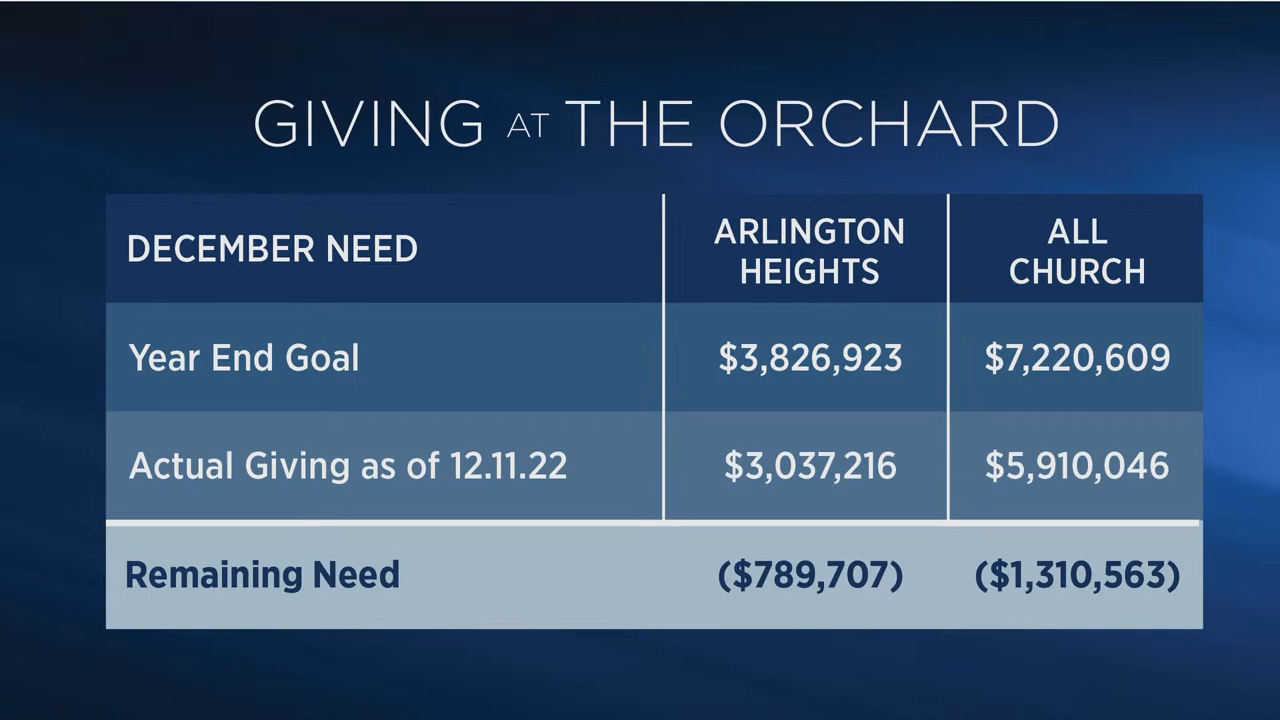 GIVING AT THE ORCHARD
DECEMBER NEED ARLINGTON HEIGHTS ALL CHURCH
Year End Goal $3,826,923 $7,220,609
Actual Giving as of 12.11.22 $3,037,216 $5,910,046
Remaining Need ($789,707) ($1,310,563)